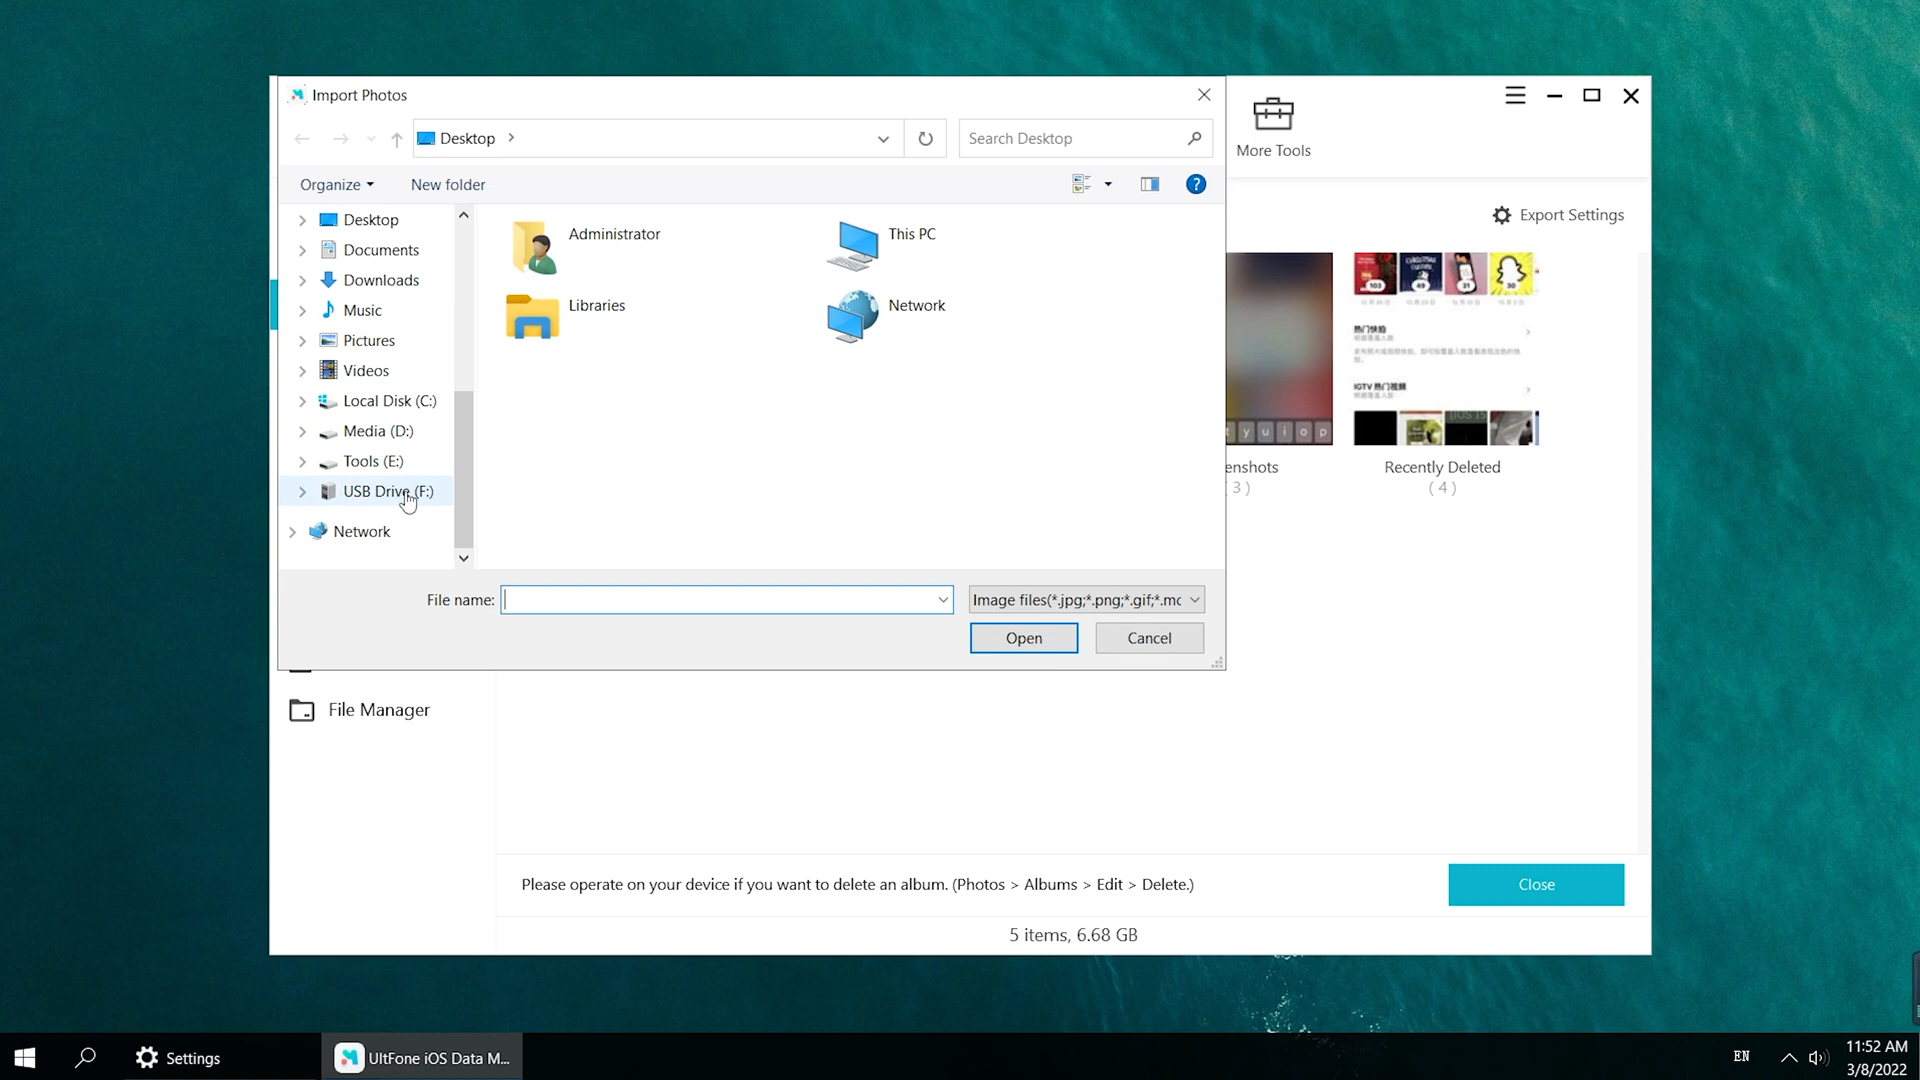 Import Photos
More Tools
Desktop
Search Desktop
Organize
New folder
?
Export Settings
Desktop
Documents
Downloads
Music
Pictures
Videos
Local Disk (C:)
Media (D:)
Tools (E:)
USB Drive (F:)
Network
Administrator
This PC
Libraries
Network
103
49
31
30
热门快拍
IGTV 热门视频
t y u i o p
enshots
3 )
Recently Deleted
( 4 )
File name:
Image files(*.jpg;*.png;*.gif;*.mc
Open
Cancel
File Manager
Please operate on your device if you want to delete an album. (Photos > Albums > Edit > Delete.)
Close
5 items, 6.68 GB
Settings
UltFone iOS Data M...
EN
11:52 AM
3/8/2022